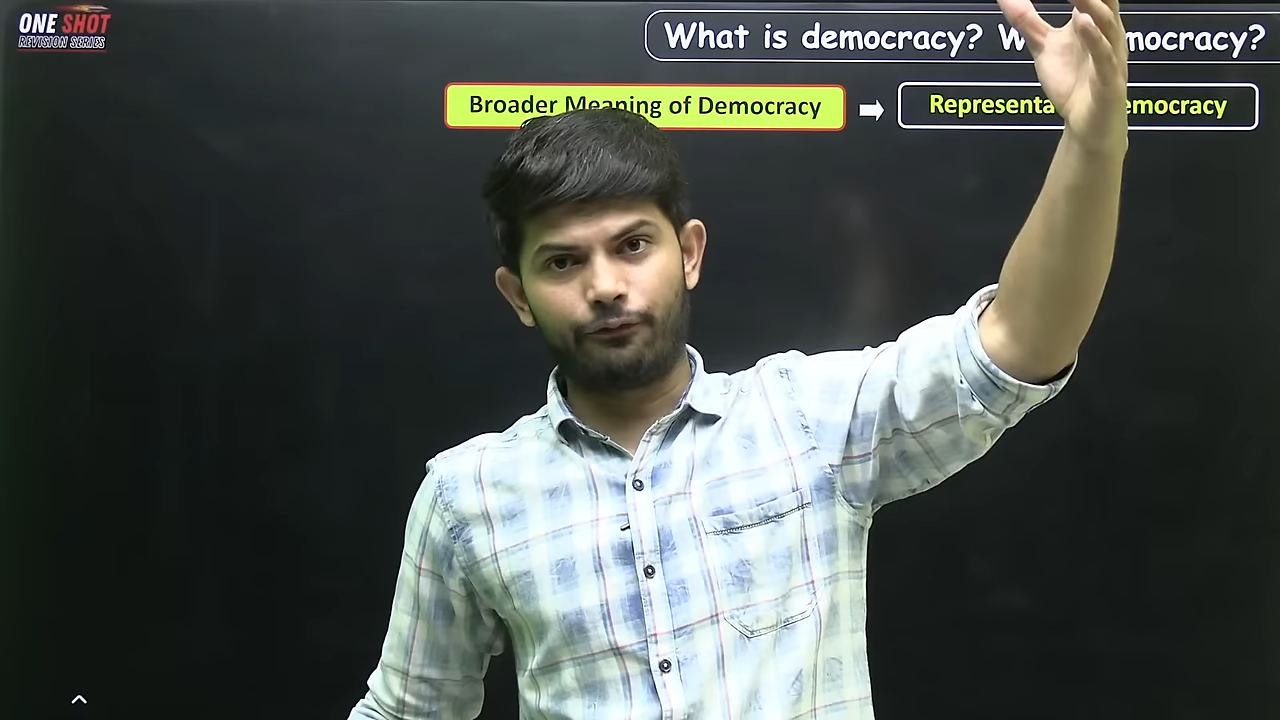 ONE SHOT
REVISION SERIES
What is democracy? W mocracy?
Broader Meaning of Democracy
Representa emocracy